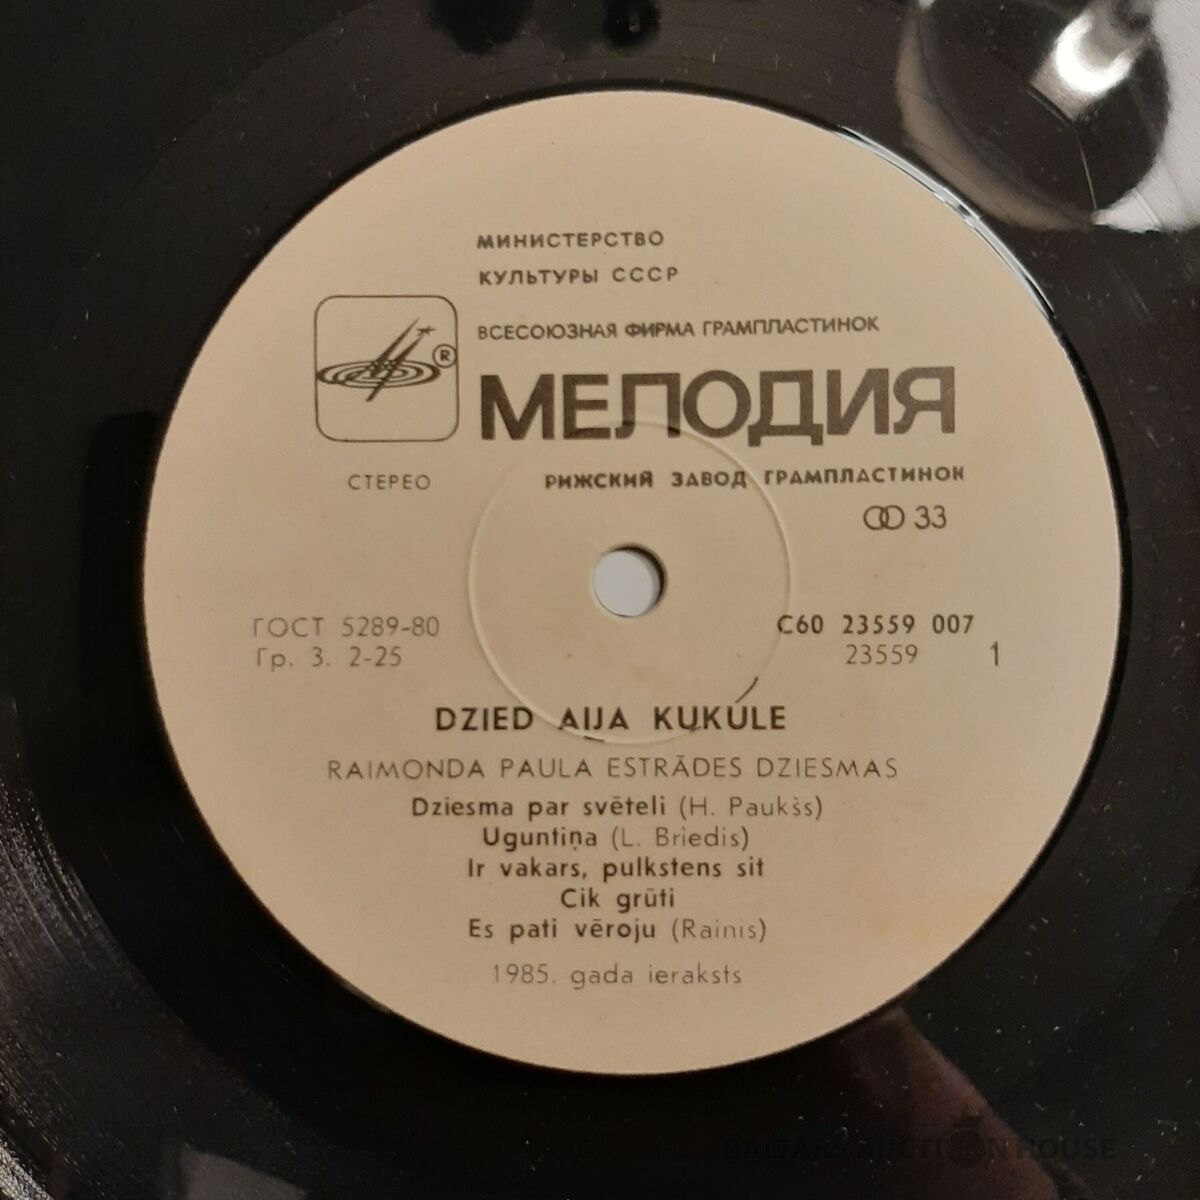 МИНИСТЕРСТВО
КУЛЬТУРЫ СССР
ВСЕСОЮЗНАЯ ФИРМА ГРАМПЛАСТИНОК
®
МЕЛОДИЯ
СТЕРЕО
РИЖСКИЙ ЗАВОД ГРАМПЛАСТИНОК
33
ГОСТ 5289-80
Гр. 3. 2-25
С60 23559 007
23559 1
DZIED AIJA KUKULE
RAIMONDA PAULA ESTRĀDES DZIESMAS
Dziesma par svēteli (H. Paukšs)
Uguntiņa (L. Briedis)
Ir vakars, pulkstens sit
Cik grūti
Es pati vēroju (Rainis)
1985. gada ieraksts
BALTARS AUCTION HOUSE